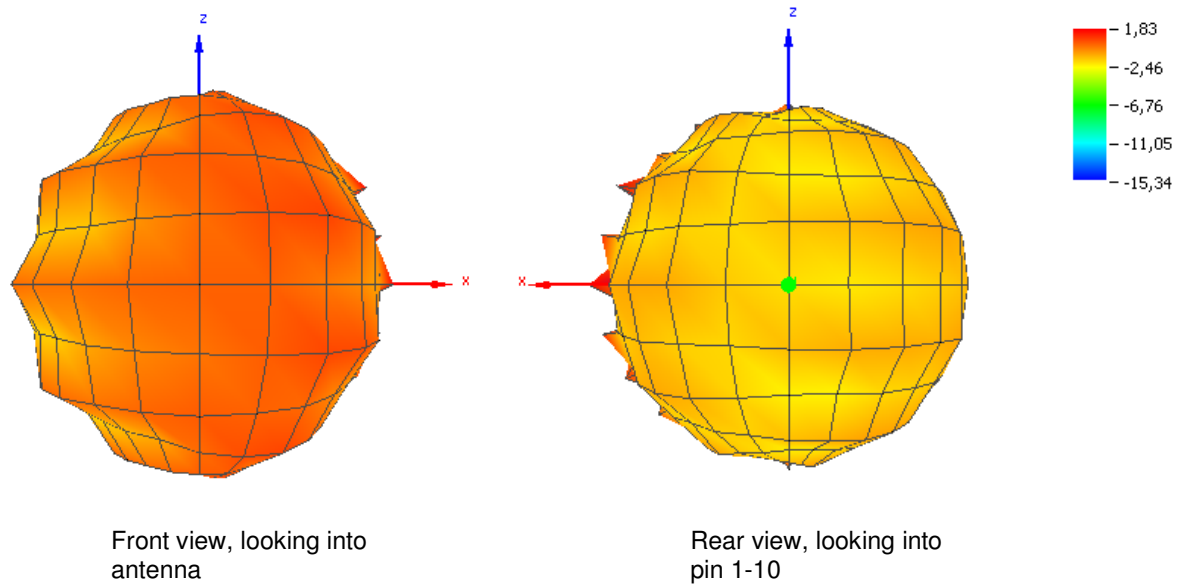 z
z
1,83
-2,46
-6,76
-11,05
-15,34
x
x
Front view, looking into
antenna
Rear view, looking into
pin 1-10